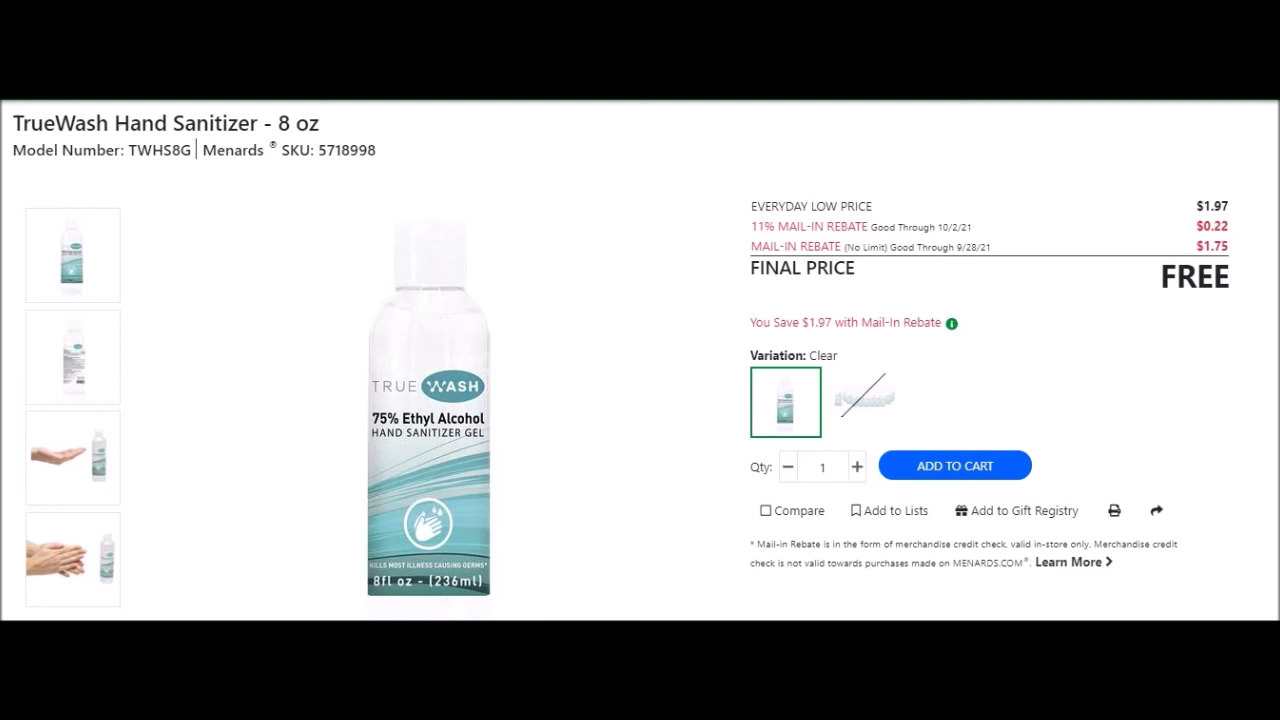 TrueWash Hand Sanitizer - 8 oz
Model Number: TWHS8G | Menards ® SKU: 5718998
TRUE WASH
75% Ethyl Alcohol
HAND SANITIZER GEL
KILLS MOST ILLNESS CAUSING GERMS*
8fl oz - (236ml)
EVERYDAY LOW PRICE $1.97
11% MAIL-IN REBATE Good Through 10/2/21 $0.22
MAIL-IN REBATE (No Limit) Good Through 9/28/21 $1.75
FINAL PRICE FREE
You Save $1.97 with Mail-In Rebate i
Variation: Clear
Qty: − 1 + ADD TO CART
Compare Add to Lists Add to Gift Registry
* Mail-in Rebate is in the form of merchandise credit check, valid in-store only. Merchandise credit
check is not valid towards purchases made on MENARDS.COM®. Learn More